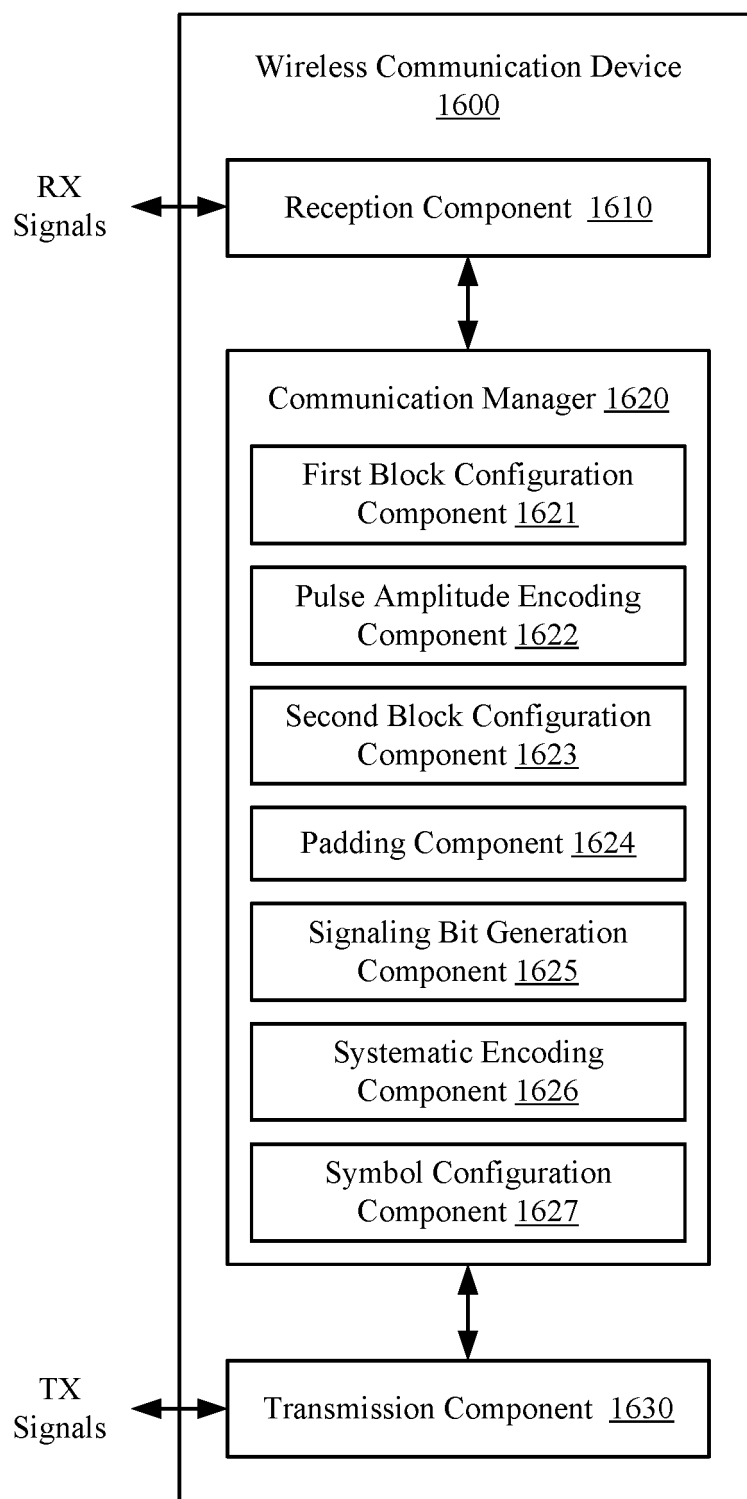 Wireless Communication Device
1600
RX
Signals
Reception Component 1610
Communication Manager 1620
First Block Configuration
Component 1621
Pulse Amplitude Encoding
Component 1622
Second Block Configuration
Component 1623
Padding Component 1624
Signaling Bit Generation
Component 1625
Systematic Encoding
Component 1626
Symbol Configuration
Component 1627
TX
Signals
Transmission Component 1630